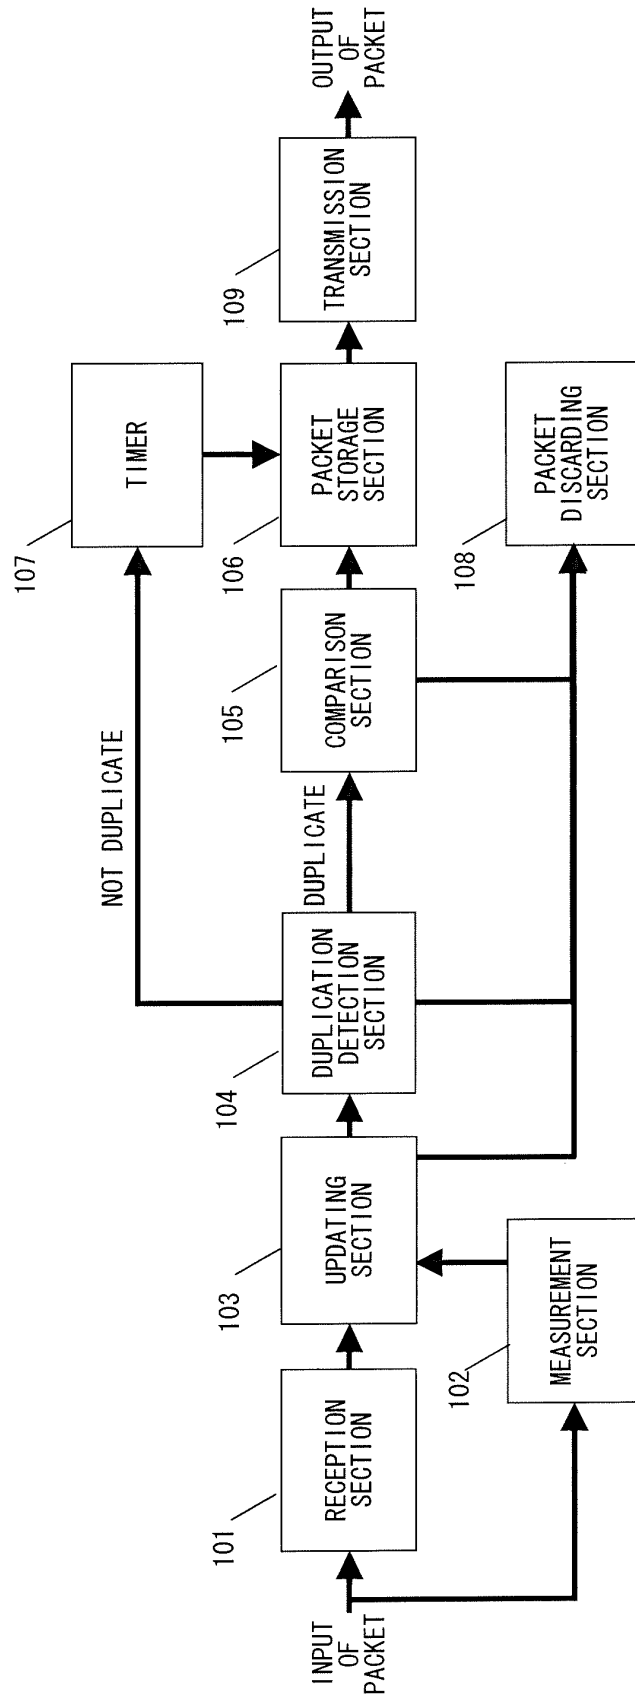 INPUT
OF
PACKET
101
RECEPTION
SECTION
102
MEASUREMENT
SECTION
103
UPDATING
SECTION
104
DUPLICATION
DETECTION
SECTION
NOT DUPLICATE
DUPLICATE
105
COMPARISON
SECTION
106
PACKET
STORAGE
SECTION
107
TIMER
108
PACKET
DISCARDING
SECTION
109
TRANSMISSION
SECTION
OUTPUT
OF
PACKET